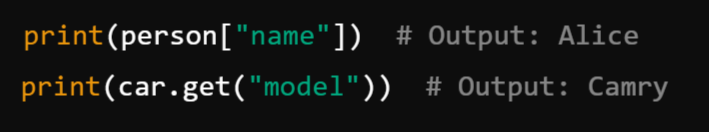 print(person["name"])  # Output: Alice
print(car.get("model"))  # Output: Camry